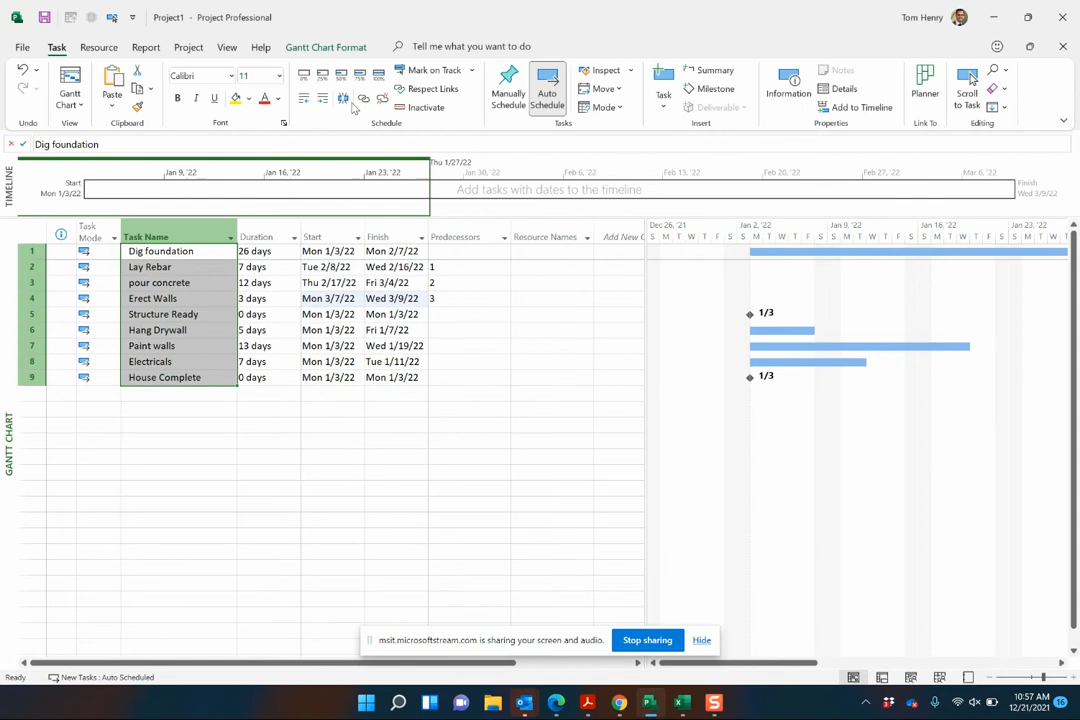 Project1 - Project Professional
Tom Henry
File Task Resource Report Project View Help Gantt Chart Format Tell me what you want to do
Calibri 11
0% 25% 50% 75% 100%
Mark on Track
Respect Links
Inactivate
Gantt Chart
Paste
Manually Schedule
Auto Schedule
Inspect
Move
Mode
Task
Summary
Milestone
Deliverable
Information
Notes
Details
Add to Timeline
Planner
Scroll to Task
Undo View Clipboard Font Schedule Tasks Insert Properties Link To Editing
Dig foundation
TIMELINE
Thu 1/27/22
Jan 9, '22 Jan 16, '22 Jan 23, '22 Jan 30, '22 Feb 6, '22 Feb 13, '22 Feb 20, '22 Feb 27, '22 Mar 6, '22
Start
Mon 1/3/22
Add tasks with dates to the timeline
Finish
Wed 3/9/22
Task Mode Task Name Duration Start Finish Predecessors Resource Names Add New C
Dec 26, '21 Jan 2, '22 Jan 9, '22 Jan 16, '22 Jan 23, '22
S M T W T F S S M T W T F S S M T W T F S S M T W T F S S M T W T
1 Dig foundation 26 days Mon 1/3/22 Mon 2/7/22
2 Lay Rebar 7 days Tue 2/8/22 Wed 2/16/22 1
3 pour concrete 12 days Thu 2/17/22 Fri 3/4/22 2
4 Erect Walls 3 days Mon 3/7/22 Wed 3/9/22 3
5 Structure Ready 0 days Mon 1/3/22 Mon 1/3/22 1/3
6 Hang Drywall 5 days Mon 1/3/22 Fri 1/7/22
7 Paint walls 13 days Mon 1/3/22 Wed 1/19/22
8 Electricals 7 days Mon 1/3/22 Tue 1/11/22
9 House Complete 0 days Mon 1/3/22 Mon 1/3/22 1/3
GANTT CHART
msit.microsoftstream.com is sharing your screen and audio. Stop sharing Hide
Ready New Tasks : Auto Scheduled
10:57 AM
12/21/2021
16